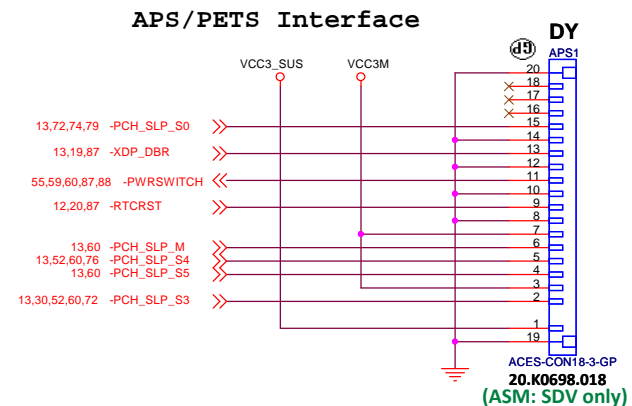 APS/PETS Interface
DY
GP
APS1
VCC3_SUS
VCC3M
20
18
17
16
13,72,74,79 -PCH_SLP_S0
15
14
13,19,87 -XDP_DBR
13
12
55,59,60,87,88 -PWRSWITCH
11
10
12,20,87 -RTCRST
9
8
7
13,60 -PCH_SLP_M
6
13,52,60,76 -PCH_SLP_S4
5
13,60 -PCH_SLP_S5
4
3
13,30,52,60,72 -PCH_SLP_S3
2
1
19
ACES-CON18-3-GP
20.K0698.018
(ASM: SDV only)